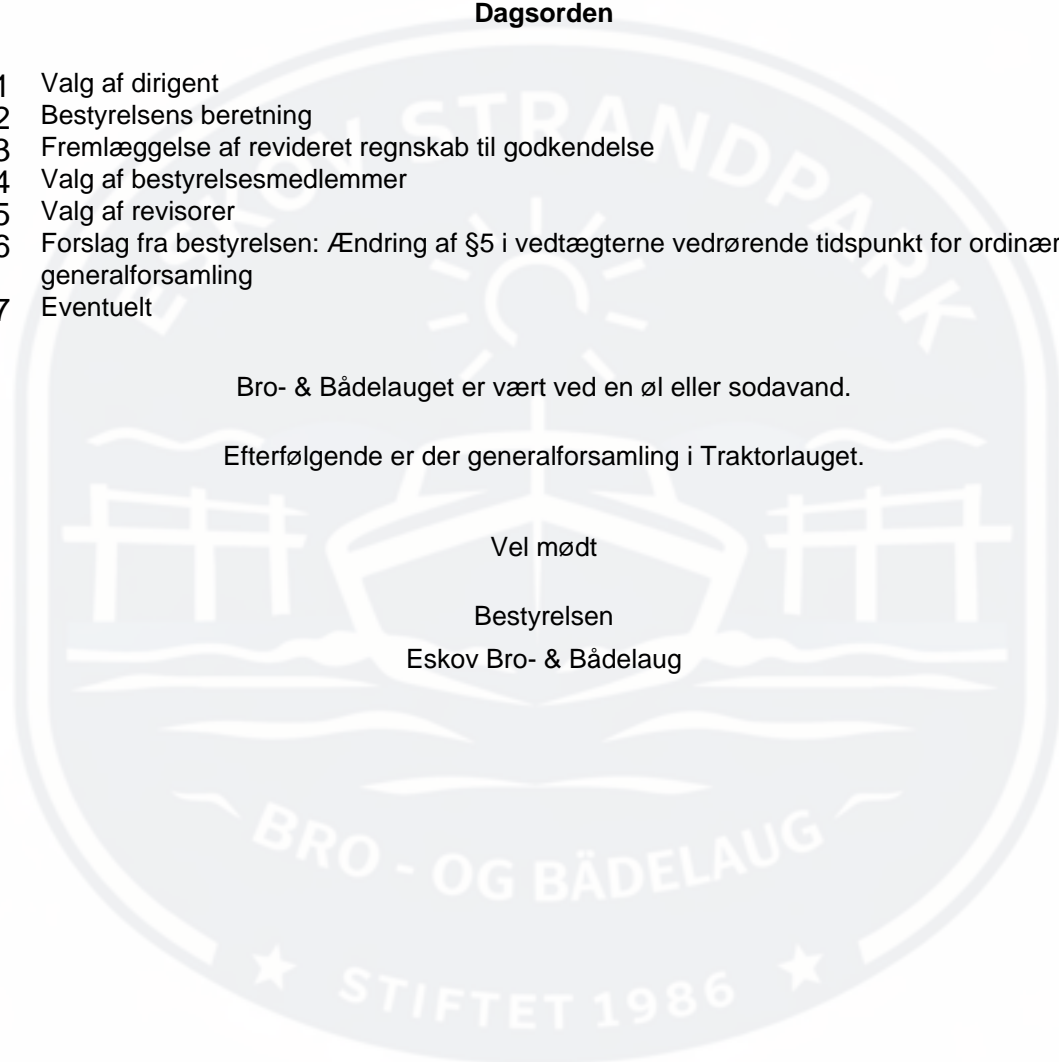 Dagsorden
1 Valg af dirigent
2 Bestyrelsens beretning
3 Fremlæggelse af revideret regnskab til godkendelse
4 Valg af bestyrelsesmedlemmer
5 Valg af revisorer
6 Forslag fra bestyrelsen: Ændring af §5 i vedtægterne vedrørende tidspunkt for ordinær
generalforsamling
7 Eventuelt
Bro- & Bådelauget er vært ved en øl eller sodavand.
Efterfølgende er der generalforsamling i Traktorlauget.
Vel mødt
Bestyrelsen
Eskov Bro- & Bådelaug
ESKOV STRANDPARK
BRO - OG BÅDELAUG
STIFTET 1986